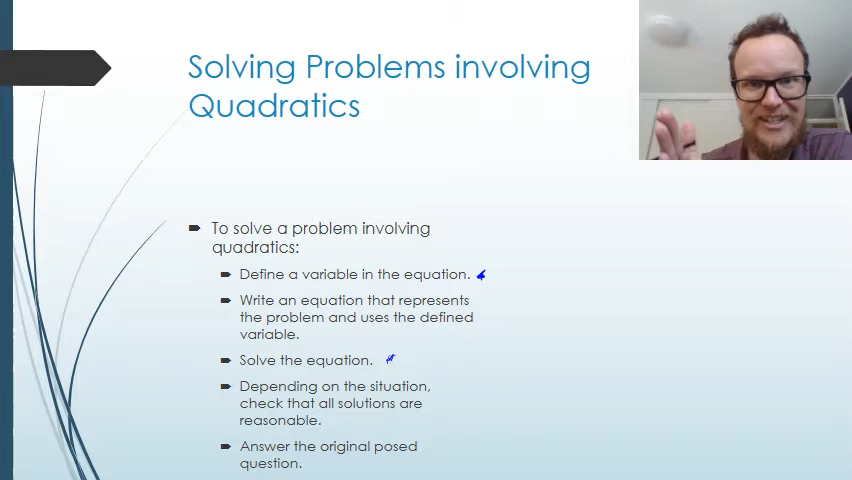 Solving Problems involving
Quadratics
To solve a problem involving
quadratics:
Define a variable in the equation.
Write an equation that represents
the problem and uses the defined
variable.
Solve the equation.
Depending on the situation,
check that all solutions are
reasonable.
Answer the original posed
question.